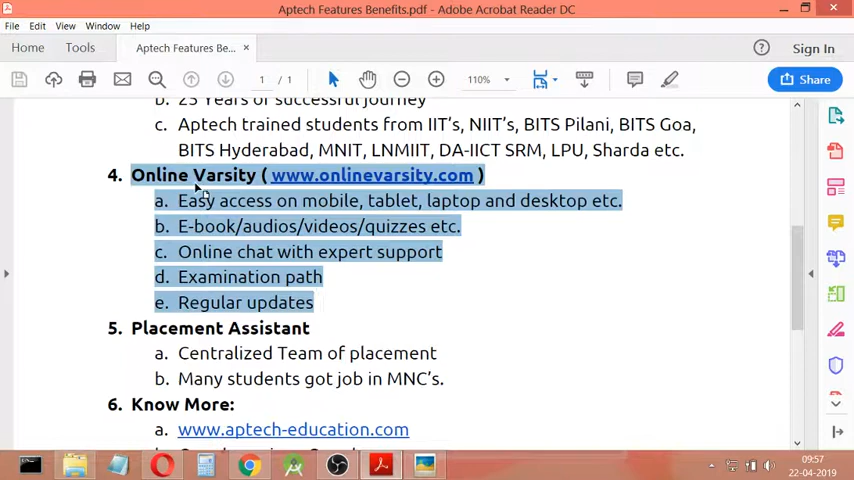 Aptech Features Benefits.pdf - Adobe Acrobat Reader DC
File Edit View Window Help
Home Tools Aptech Features Be... × ? Sign In
1 / 1 110% Share
b. 25 Years of successful journey
c. Aptech trained students from IIT's, NIIT's, BITS Pilani, BITS Goa,
BITS Hyderabad, MNIT, LNMIIT, DA-IICT SRM, LPU, Sharda etc.
4. Online Varsity ( www.onlinevarsity.com )
a. Easy access on mobile, tablet, laptop and desktop etc.
b. E-book/audios/videos/quizzes etc.
c. Online chat with expert support
d. Examination path
e. Regular updates
5. Placement Assistant
a. Centralized Team of placement
b. Many students got job in MNC's.
6. Know More:
a. www.aptech-education.com
09:57
22-04-2019